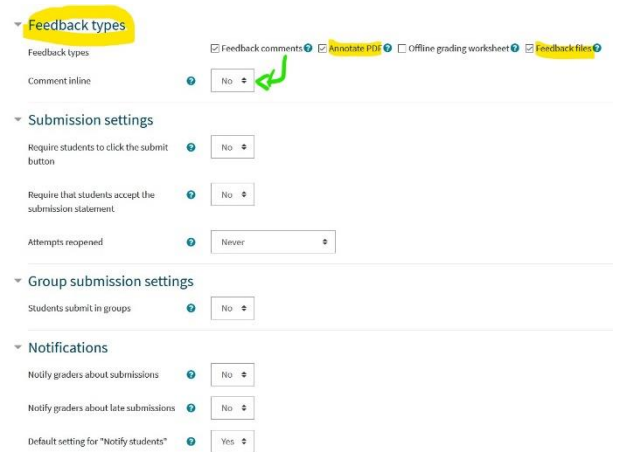 Feedback types
Feedback types
Feedback comments Annotate PDF Offline grading worksheet Feedback files
Comment inline No
Submission settings
Require students to click the submit No
button
Require that students accept the No
submission statement
Attempts reopened Never
Group submission settings
Students submit in groups No
Notifications
Notify graders about submissions No
Notify graders about late submissions No
Default setting for "Notify students" Yes